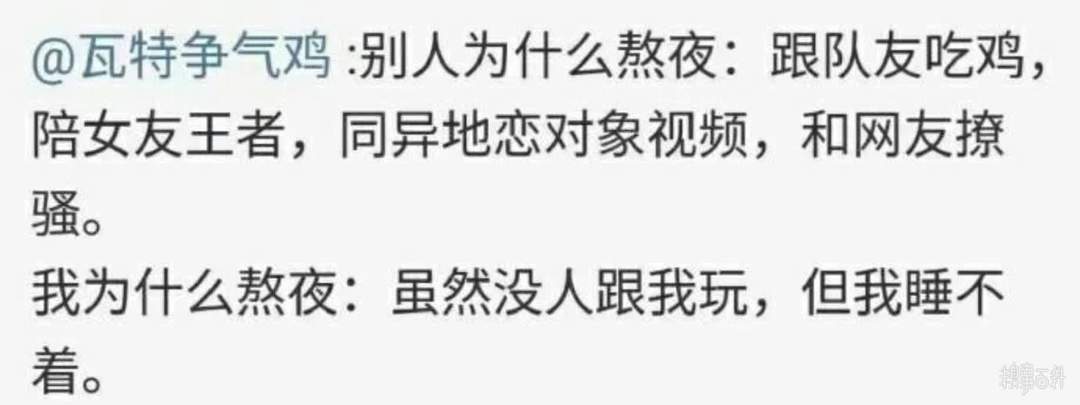 @瓦特争气鸡 :别人为什么熬夜：跟队友吃鸡，
陪女友王者，同异地恋对象视频，和网友撩
骚。
我为什么熬夜：虽然没人跟我玩，但我睡不
着。